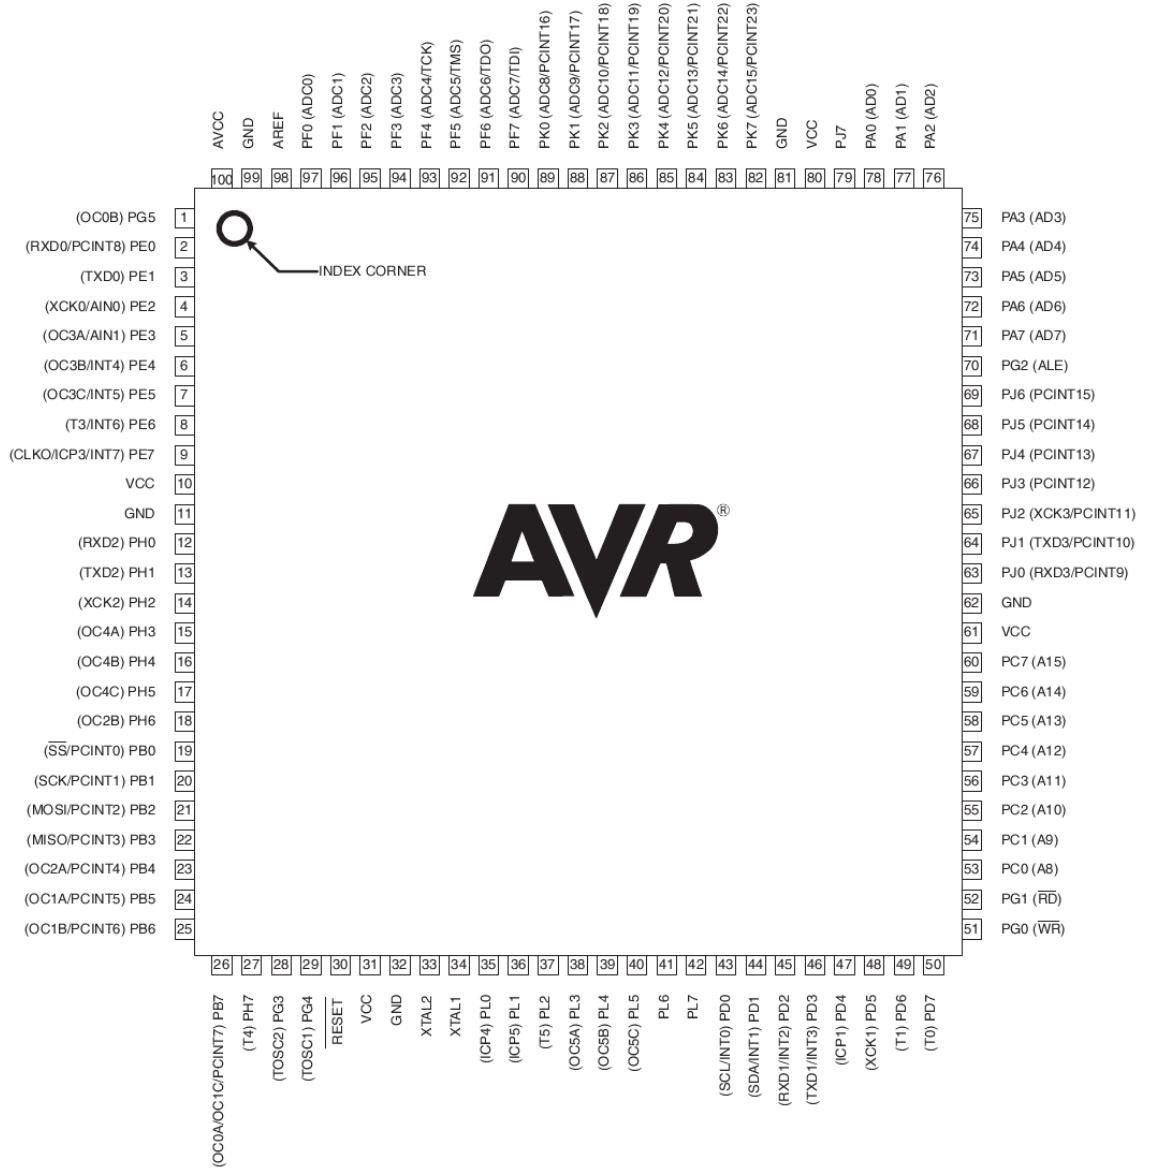 AVCC
GND
AREF
PF0 (ADC0)
PF1 (ADC1)
PF2 (ADC2)
PF3 (ADC3)
PF4 (ADC4/TCK)
PF5 (ADC5/TMS)
PF6 (ADC6/TDO)
PF7 (ADC7/TDI)
PK0 (ADC8/PCINT16)
PK1 (ADC9/PCINT17)
PK2 (ADC10/PCINT18)
PK3 (ADC11/PCINT19)
PK4 (ADC12/PCINT20)
PK5 (ADC13/PCINT21)
PK6 (ADC14/PCINT22)
PK7 (ADC15/PCINT23)
GND
VCC
PJ7
PA0 (AD0)
PA1 (AD1)
PA2 (AD2)
100 99 98 97 96 95 94 93 92 91 90 89 88 87 86 85 84 83 82 81 80 79 78 77 76
(OC0B) PG5 1
(RXD0/PCINT8) PE0 2
(TXD0) PE1 3
(XCK0/AIN0) PE2 4
(OC3A/AIN1) PE3 5
(OC3B/INT4) PE4 6
(OC3C/INT5) PE5 7
(T3/INT6) PE6 8
(CLKO/ICP3/INT7) PE7 9
VCC 10
GND 11
(RXD2) PH0 12
(TXD2) PH1 13
(XCK2) PH2 14
(OC4A) PH3 15
(OC4B) PH4 16
(OC4C) PH5 17
(OC2B) PH6 18
(SS/PCINT0) PB0 19
(SCK/PCINT1) PB1 20
(MOSI/PCINT2) PB2 21
(MISO/PCINT3) PB3 22
(OC2A/PCINT4) PB4 23
(OC1A/PCINT5) PB5 24
(OC1B/PCINT6) PB6 25
INDEX CORNER
AVR®
75 PA3 (AD3)
74 PA4 (AD4)
73 PA5 (AD5)
72 PA6 (AD6)
71 PA7 (AD7)
70 PG2 (ALE)
69 PJ6 (PCINT15)
68 PJ5 (PCINT14)
67 PJ4 (PCINT13)
66 PJ3 (PCINT12)
65 PJ2 (XCK3/PCINT11)
64 PJ1 (TXD3/PCINT10)
63 PJ0 (RXD3/PCINT9)
62 GND
61 VCC
60 PC7 (A15)
59 PC6 (A14)
58 PC5 (A13)
57 PC4 (A12)
56 PC3 (A11)
55 PC2 (A10)
54 PC1 (A9)
53 PC0 (A8)
52 PG1 (RD)
51 PG0 (WR)
26 27 28 29 30 31 32 33 34 35 36 37 38 39 40 41 42 43 44 45 46 47 48 49 50
(OC0A/OC1C/PCINT7) PB7
(T4) PH7
(TOSC2) PG3
(TOSC1) PG4
RESET
VCC
GND
XTAL2
XTAL1
(ICP4) PL0
(ICP5) PL1
(T5) PL2
(OC5A) PL3
(OC5B) PL4
(OC5C) PL5
PL6
PL7
(SCL/INT0) PD0
(SDA/INT1) PD1
(RXD1/INT2) PD2
(TXD1/INT3) PD3
(ICP1) PD4
(XCK1) PD5
(T1) PD6
(T0) PD7